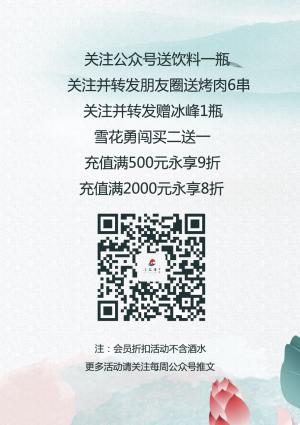 关注公众号送饮料一瓶
关注并转发朋友圈送烤肉6串
关注并转发赠冰峰1瓶
雪花勇闯买二送一
充值满500元永享9折
充值满2000元永享8折
注：会员折扣活动不含酒水
更多活动请关注每周公众号推文